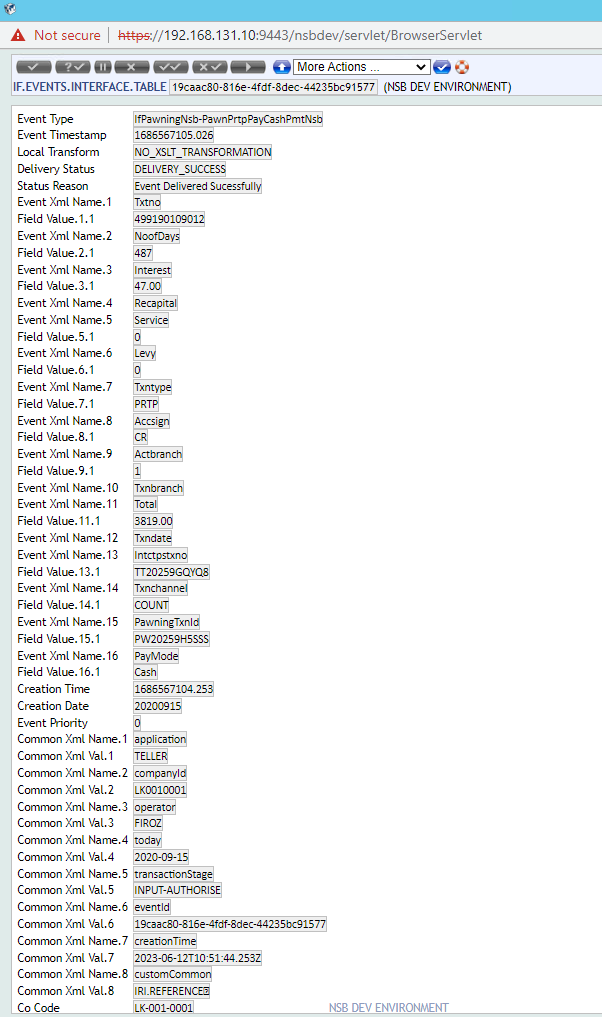 Not secure https://192.168.131.10:9443/nsbdev/servlet/BrowserServlet
More Actions ...
IF.EVENTS.INTERFACE.TABLE 19caac80-816e-4fdf-8dec-44235bc91577 (NSB DEV ENVIRONMENT)
Event Type IfPawningNsb-PawnPrtpPayCashPmtNsb
Event Timestamp 1686567105.026
Local Transform NO_XSLT_TRANSFORMATION
Delivery Status DELIVERY_SUCCESS
Status Reason Event Delivered Sucessfully
Event Xml Name.1 Txtno
Field Value.1.1 499190109012
Event Xml Name.2 NoofDays
Field Value.2.1 487
Event Xml Name.3 Interest
Field Value.3.1 47.00
Event Xml Name.4 Recapital
Event Xml Name.5 Service
Field Value.5.1 0
Event Xml Name.6 Levy
Field Value.6.1 0
Event Xml Name.7 Txntype
Field Value.7.1 PRTP
Event Xml Name.8 Accsign
Field Value.8.1 CR
Event Xml Name.9 Actbranch
Field Value.9.1 1
Event Xml Name.10 Txnbranch
Event Xml Name.11 Total
Field Value.11.1 3819.00
Event Xml Name.12 Txndate
Event Xml Name.13 Intctpstxno
Field Value.13.1 TT20259GQYQ8
Event Xml Name.14 Txnchannel
Field Value.14.1 COUNT
Event Xml Name.15 PawningTxnId
Field Value.15.1 PW20259H5SSS
Event Xml Name.16 PayMode
Field Value.16.1 Cash
Creation Time 1686567104.253
Creation Date 20200915
Event Priority 0
Common Xml Name.1 application
Common Xml Val.1 TELLER
Common Xml Name.2 companyId
Common Xml Val.2 LK0010001
Common Xml Name.3 operator
Common Xml Val.3 FIROZ
Common Xml Name.4 today
Common Xml Val.4 2020-09-15
Common Xml Name.5 transactionStage
Common Xml Val.5 INPUT-AUTHORISE
Common Xml Name.6 eventId
Common Xml Val.6 19caac80-816e-4fdf-8dec-44235bc91577
Common Xml Name.7 creationTime
Common Xml Val.7 2023-06-12T10:51:44.253Z
Common Xml Name.8 customCommon
Common Xml Val.8 IRI.REFERENCE
Co Code LK-001-0001 NSB DEV ENVIRONMENT